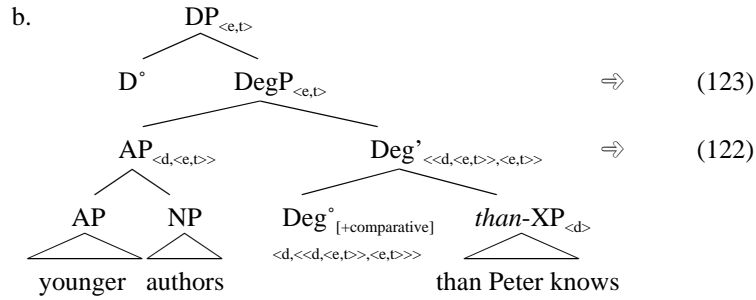 b. DP<e,t>
D° DegP<e,t> ⇨ (123)
AP<d,<e,t>> Deg’<<d,<e,t>>,<e,t>> ⇨ (122)
AP NP Deg°[+comparative] than-XP<d>
<d,<<d,<e,t>>,<e,t>>>
younger authors than Peter knows